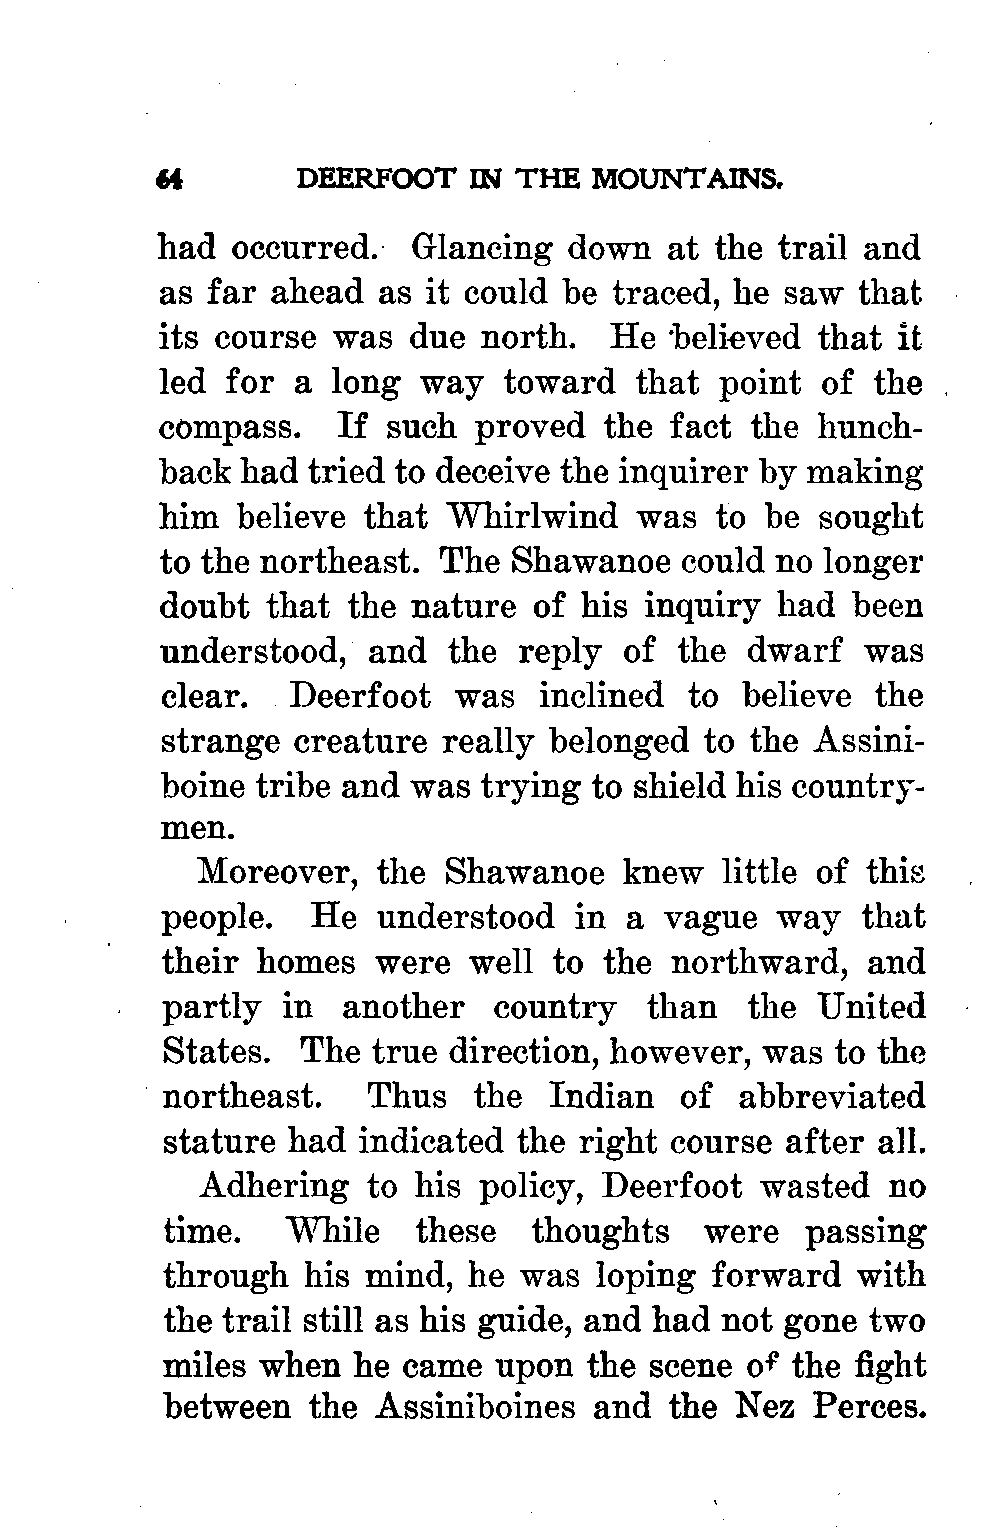 64 DEERFOOT IN THE MOUNTAINS.
had occurred. Glancing down at the trail and
as far ahead as it could be traced, he saw that
its course was due north. He believed that it
led for a long way toward that point of the
compass. If such proved the fact the hunch-
back had tried to deceive the inquirer by making
him believe that Whirlwind was to be sought
to the northeast. The Shawanoe could no longer
doubt that the nature of his inquiry had been
understood, and the reply of the dwarf was
clear. Deerfoot was inclined to believe the
strange creature really belonged to the Assini-
boine tribe and was trying to shield his country-
men.
Moreover, the Shawanoe knew little of this
people. He understood in a vague way that
their homes were well to the northward, and
partly in another country than the United
States. The true direction, however, was to the
northeast. Thus the Indian of abbreviated
stature had indicated the right course after all.
Adhering to his policy, Deerfoot wasted no
time. While these thoughts were passing
through his mind, he was loping forward with
the trail still as his guide, and had not gone two
miles when he came upon the scene of the fight
between the Assiniboines and the Nez Perces.